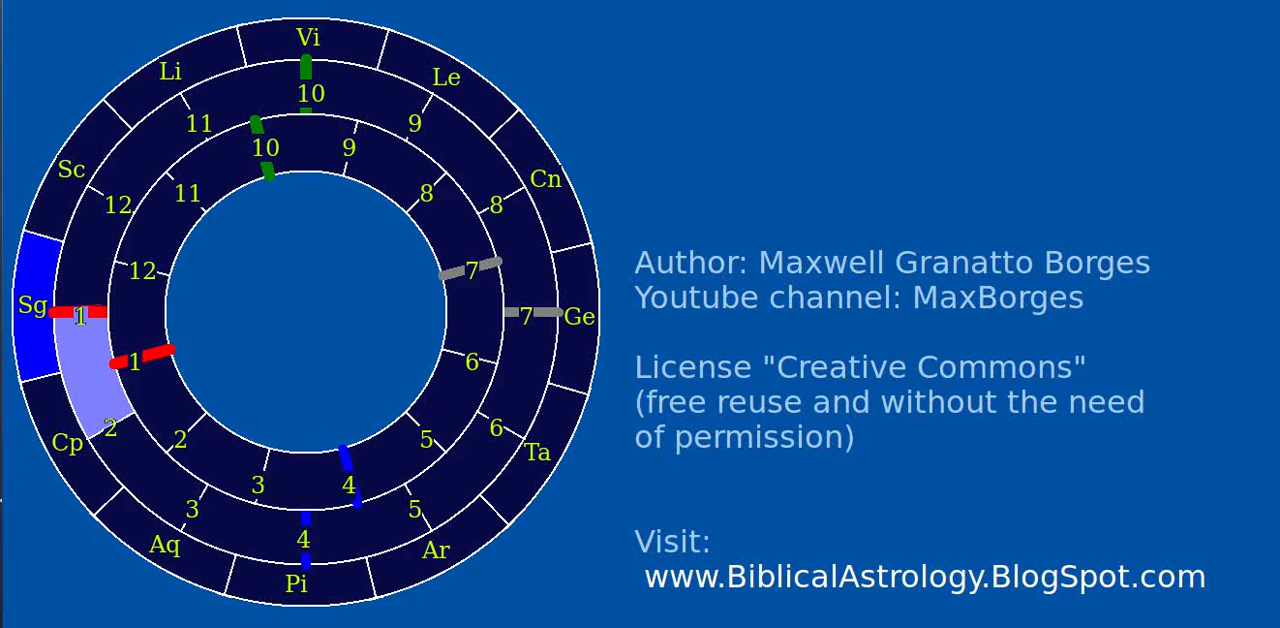 Vi
Li
Le
10
11
9
10
9
Sc
Cn
11
8
12
8
12
7
Sg
1
7
Ge
1
6
2
6
Cp
2
5
Ta
3
4
3
5
4
Aq
Ar
Pi
Author: Maxwell Granatto Borges
Youtube channel: MaxBorges
License "Creative Commons"
(free reuse and without the need
of permission)
Visit:
www.BiblicalAstrology.BlogSpot.com